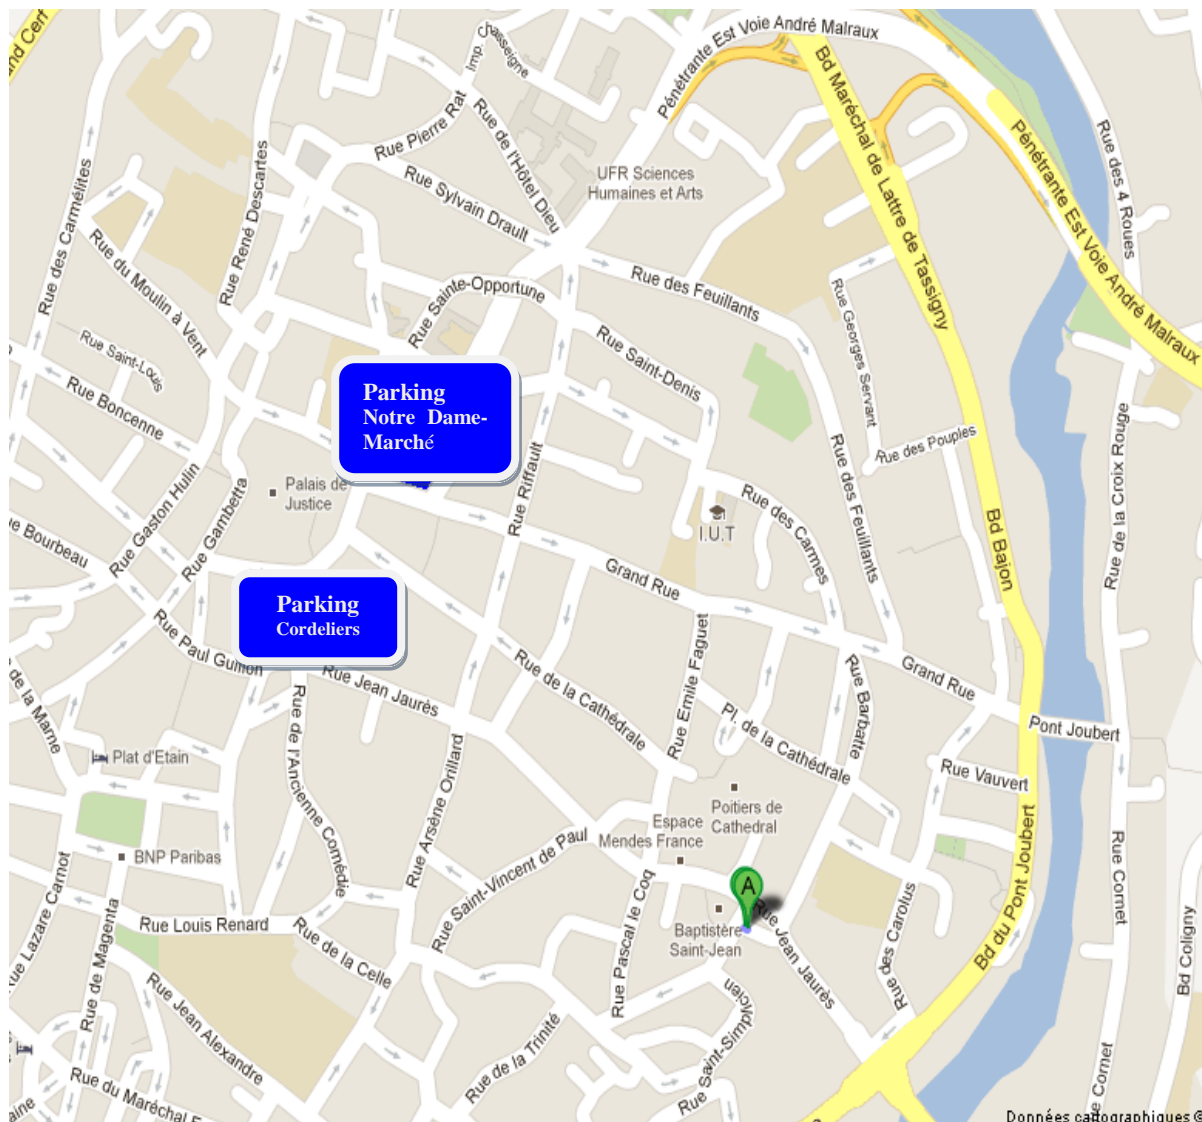 and Cerf
Imp. Sasseigne
Pénétrante Est Voie André Malraux
Bd Maréchal de Lattre de Tassigny
Rue Pierre Rat
Rue de l'Hôtel Dieu
UFR Sciences
Humaines et Arts
Rue des 4 Roues
Pénétrante Est Voie André Malraux
Rue des Carmélites
Rue René Descartes
Rue Sylvain Drault
Rue du Moulin à Vent
Rue Sainte-Opportune
Rue des Feuillants
Rue Georges Servant
Rue Saint-Louis
Rue Saint-Denis
Rue Boncenne
Parking
Notre Dame-
Marché
Rue des Pouples
Rue de la Croix Rouge
Rue Gaston Hulin
Rue Gambetta
Palais de
Justice
Rue Riffault
I.U.T
Rue des Carmes
Rue des Feuillants
Bd Bajon
e Bourbeau
Grand Rue
Parking
Cordeliers
Rue Paul Guillon
Rue Jean Jaurès
Rue de la Cathédrale
Rue Emile Faguet
Rue Barbatte
Grand Rue
de la Marne
Rue de l'Ancienne Comédie
Pl. de la Cathédrale
Pont Joubert
Plat d'Etain
Rue Arsène Orillard
Rue Vauvert
Poitiers de
Cathedral
Espace
Mendes France
BNP Paribas
Rue Saint-Vincent de Paul
Rue Cornet
Rue Lazare Carnot
Rue de Magenta
Rue Louis Renard
Rue de la Celle
Rue Pascal le Coq
A
Baptistère
Saint-Jean
Rue Jean Jaurès
Rue des Carolus
Bd du Pont Joubert
Bd Coligny
Rue Jean Alexandre
Rue de la Trinité
Rue Saint-Simplicien
Rue du Maréchal F
aine
e Cornet
Données cartographiques ©